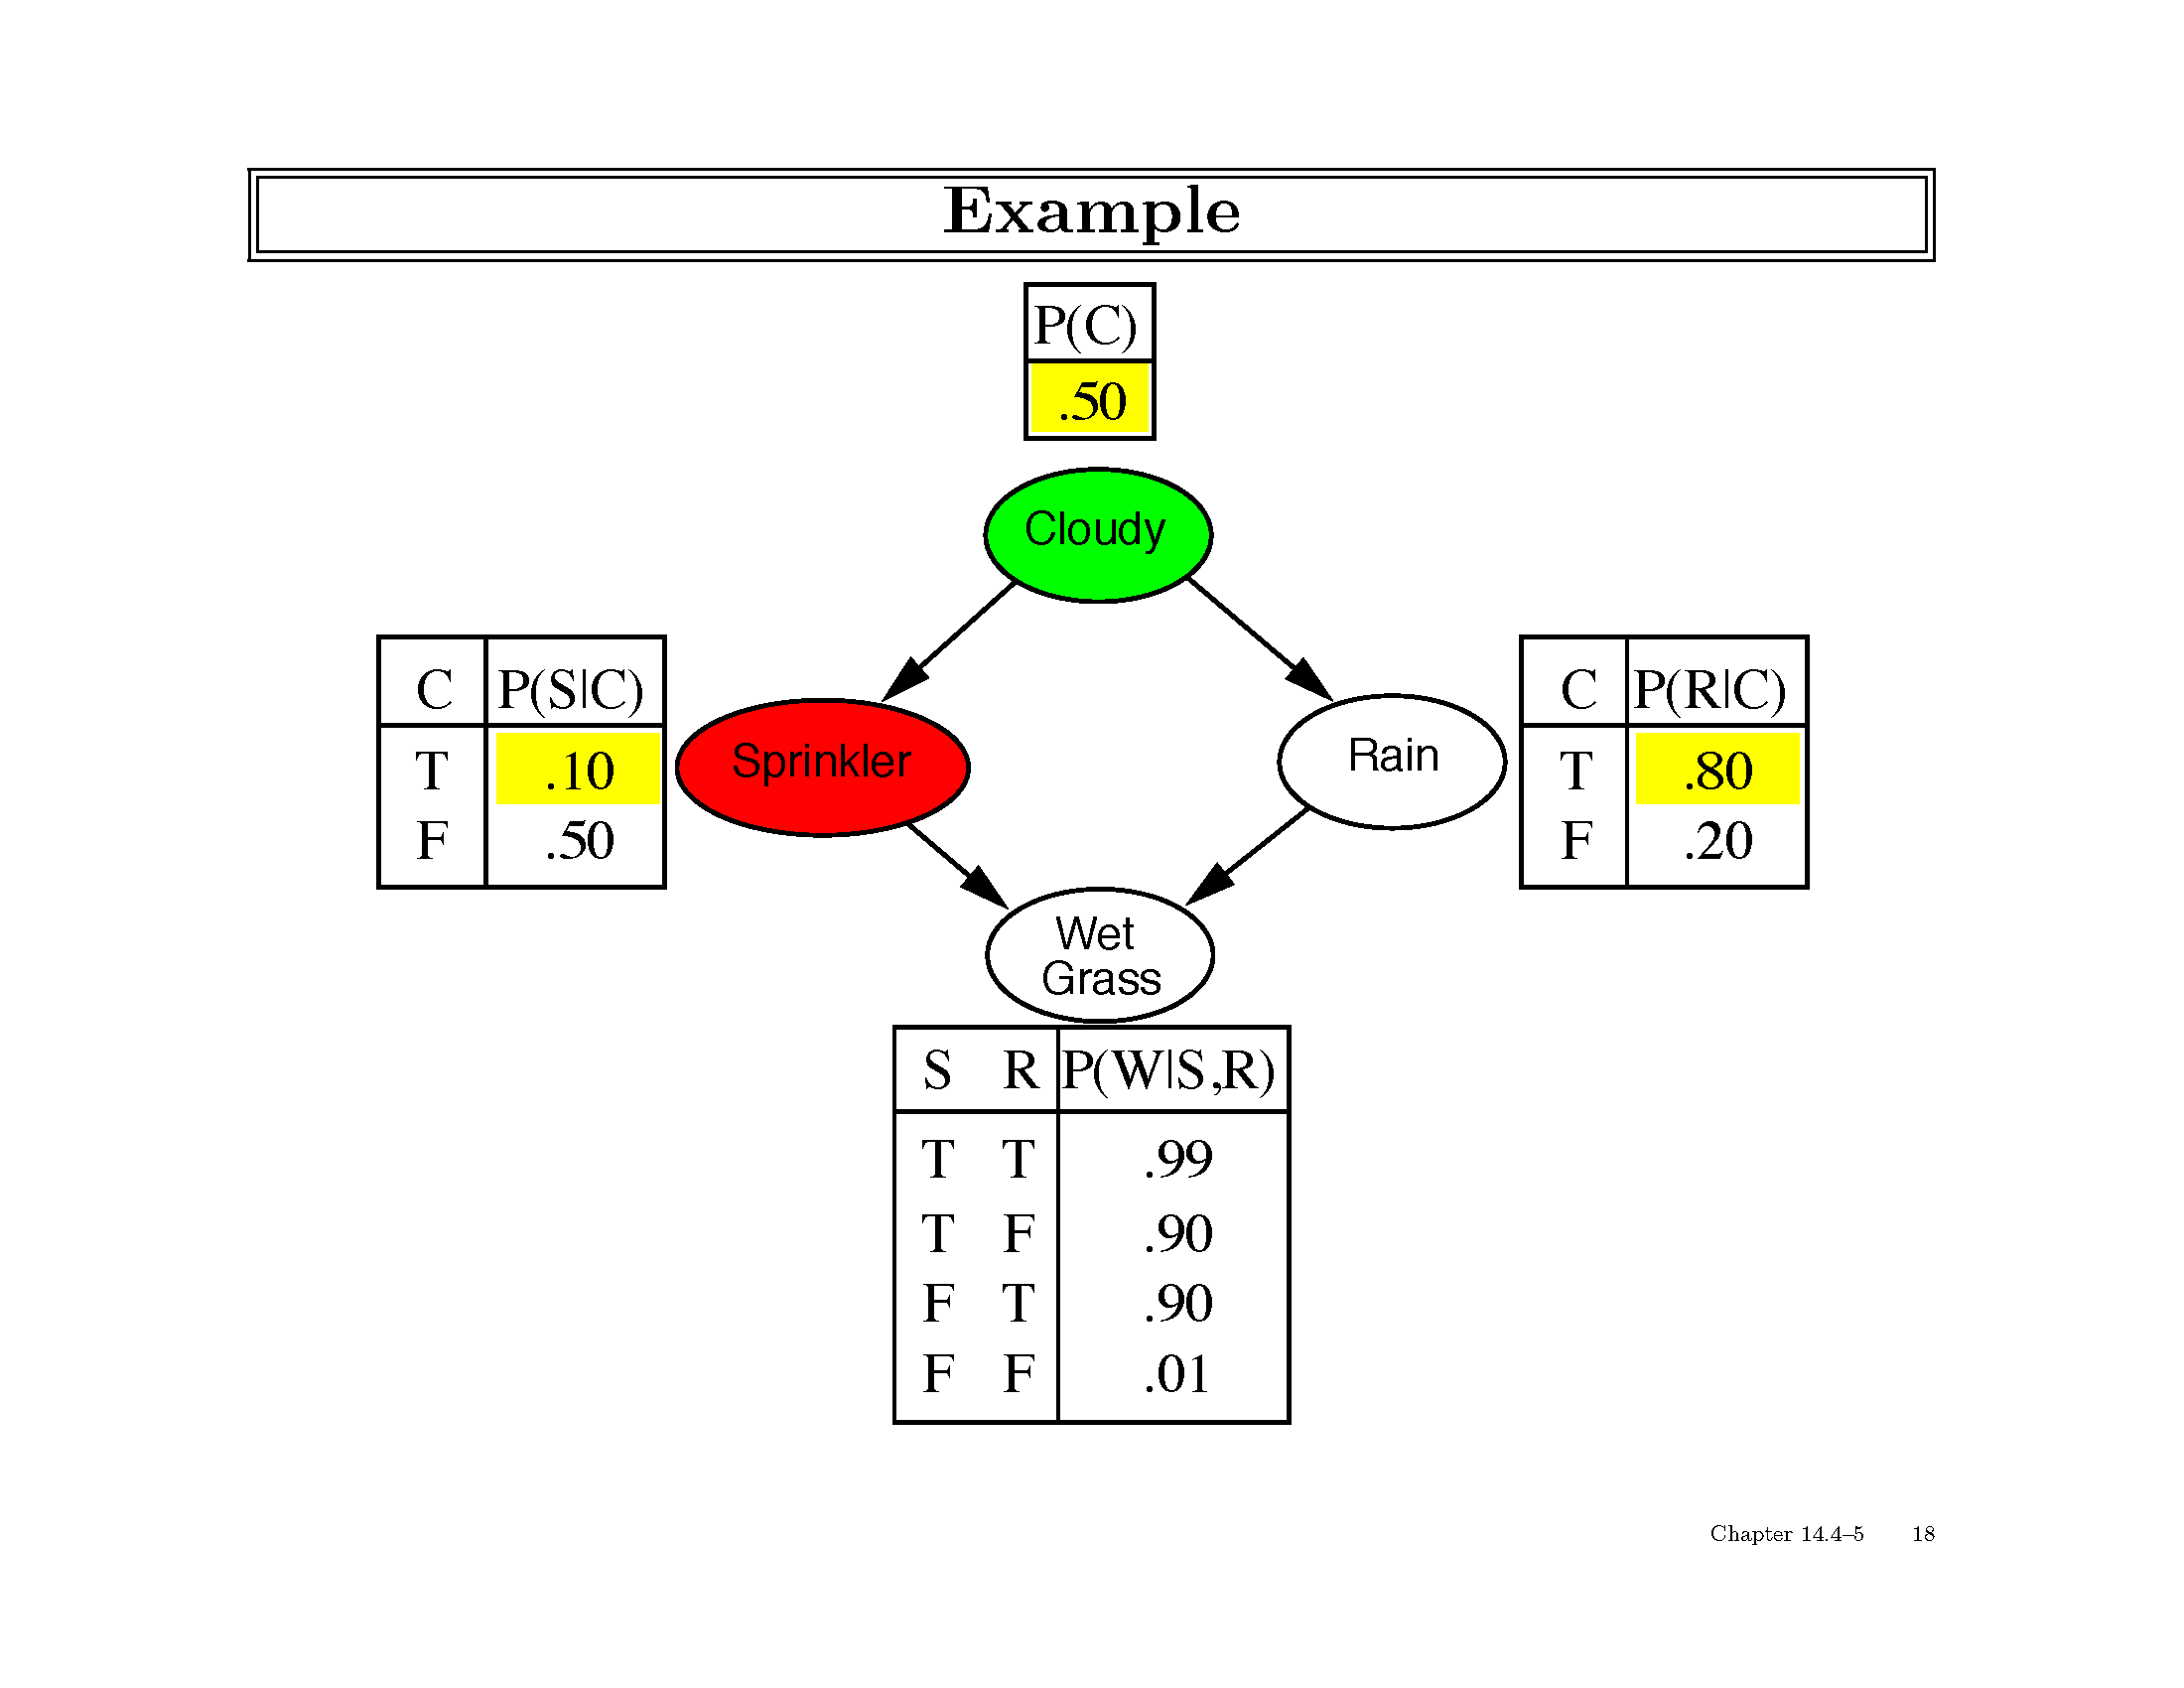 Example
P(C)
.50
Cloudy
C P(S|C)
T .10
F .50
Sprinkler
Rain
C P(R|C)
T .80
F .20
Wet
Grass
S R P(W|S,R)
T T .99
T F .90
F T .90
F F .01
Chapter 14.4–5 18